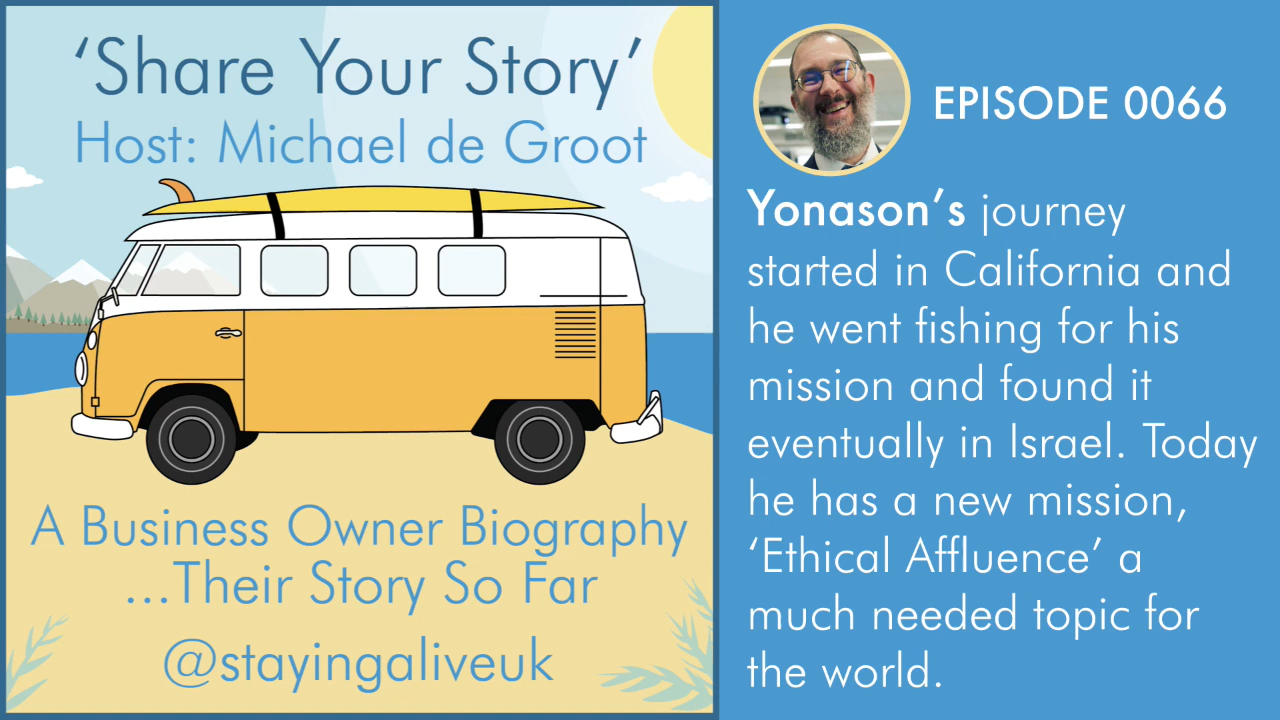 ‘Share Your Story’
Host: Michael de Groot
A Business Owner Biography
...Their Story So Far
@stayingaliveuk
EPISODE 0066
Yonason’s journey
started in California and
he went fishing for his
mission and found it
eventually in Israel. Today
he has a new mission,
‘Ethical Affluence’ a
much needed topic for
the world.